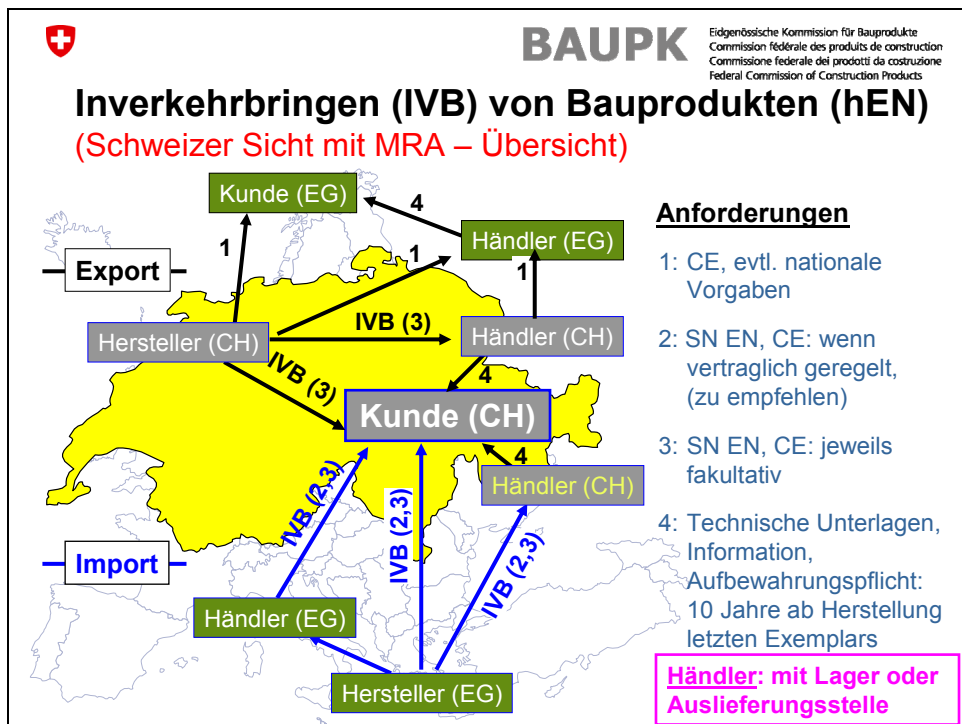 BAUPK
Eidgenössische Kommission für Bauprodukte
Commission fédérale des produits de construction
Commissione federale dei prodotti da costruzione
Federal Commission of Construction Products
Inverkehrbringen (IVB) von Bauprodukten (hEN)
(Schweizer Sicht mit MRA – Übersicht)
Kunde (EG)
4
Händler (EG)
1
1
1
Export
IVB (3)
Hersteller (CH)
Händler (CH)
IVB (3)
4
Kunde (CH)
4
Händler (CH)
IVB (2,3)
IVB (2,3)
IVB (2,3)
Import
Händler (EG)
Hersteller (EG)
Anforderungen
1: CE, evtl. nationale
Vorgaben
2: SN EN, CE: wenn
vertraglich geregelt,
(zu empfehlen)
3: SN EN, CE: jeweils
fakultativ
4: Technische Unterlagen,
Information,
Aufbewahrungspflicht:
10 Jahre ab Herstellung
letzten Exemplars
Händler: mit Lager oder
Auslieferungsstelle